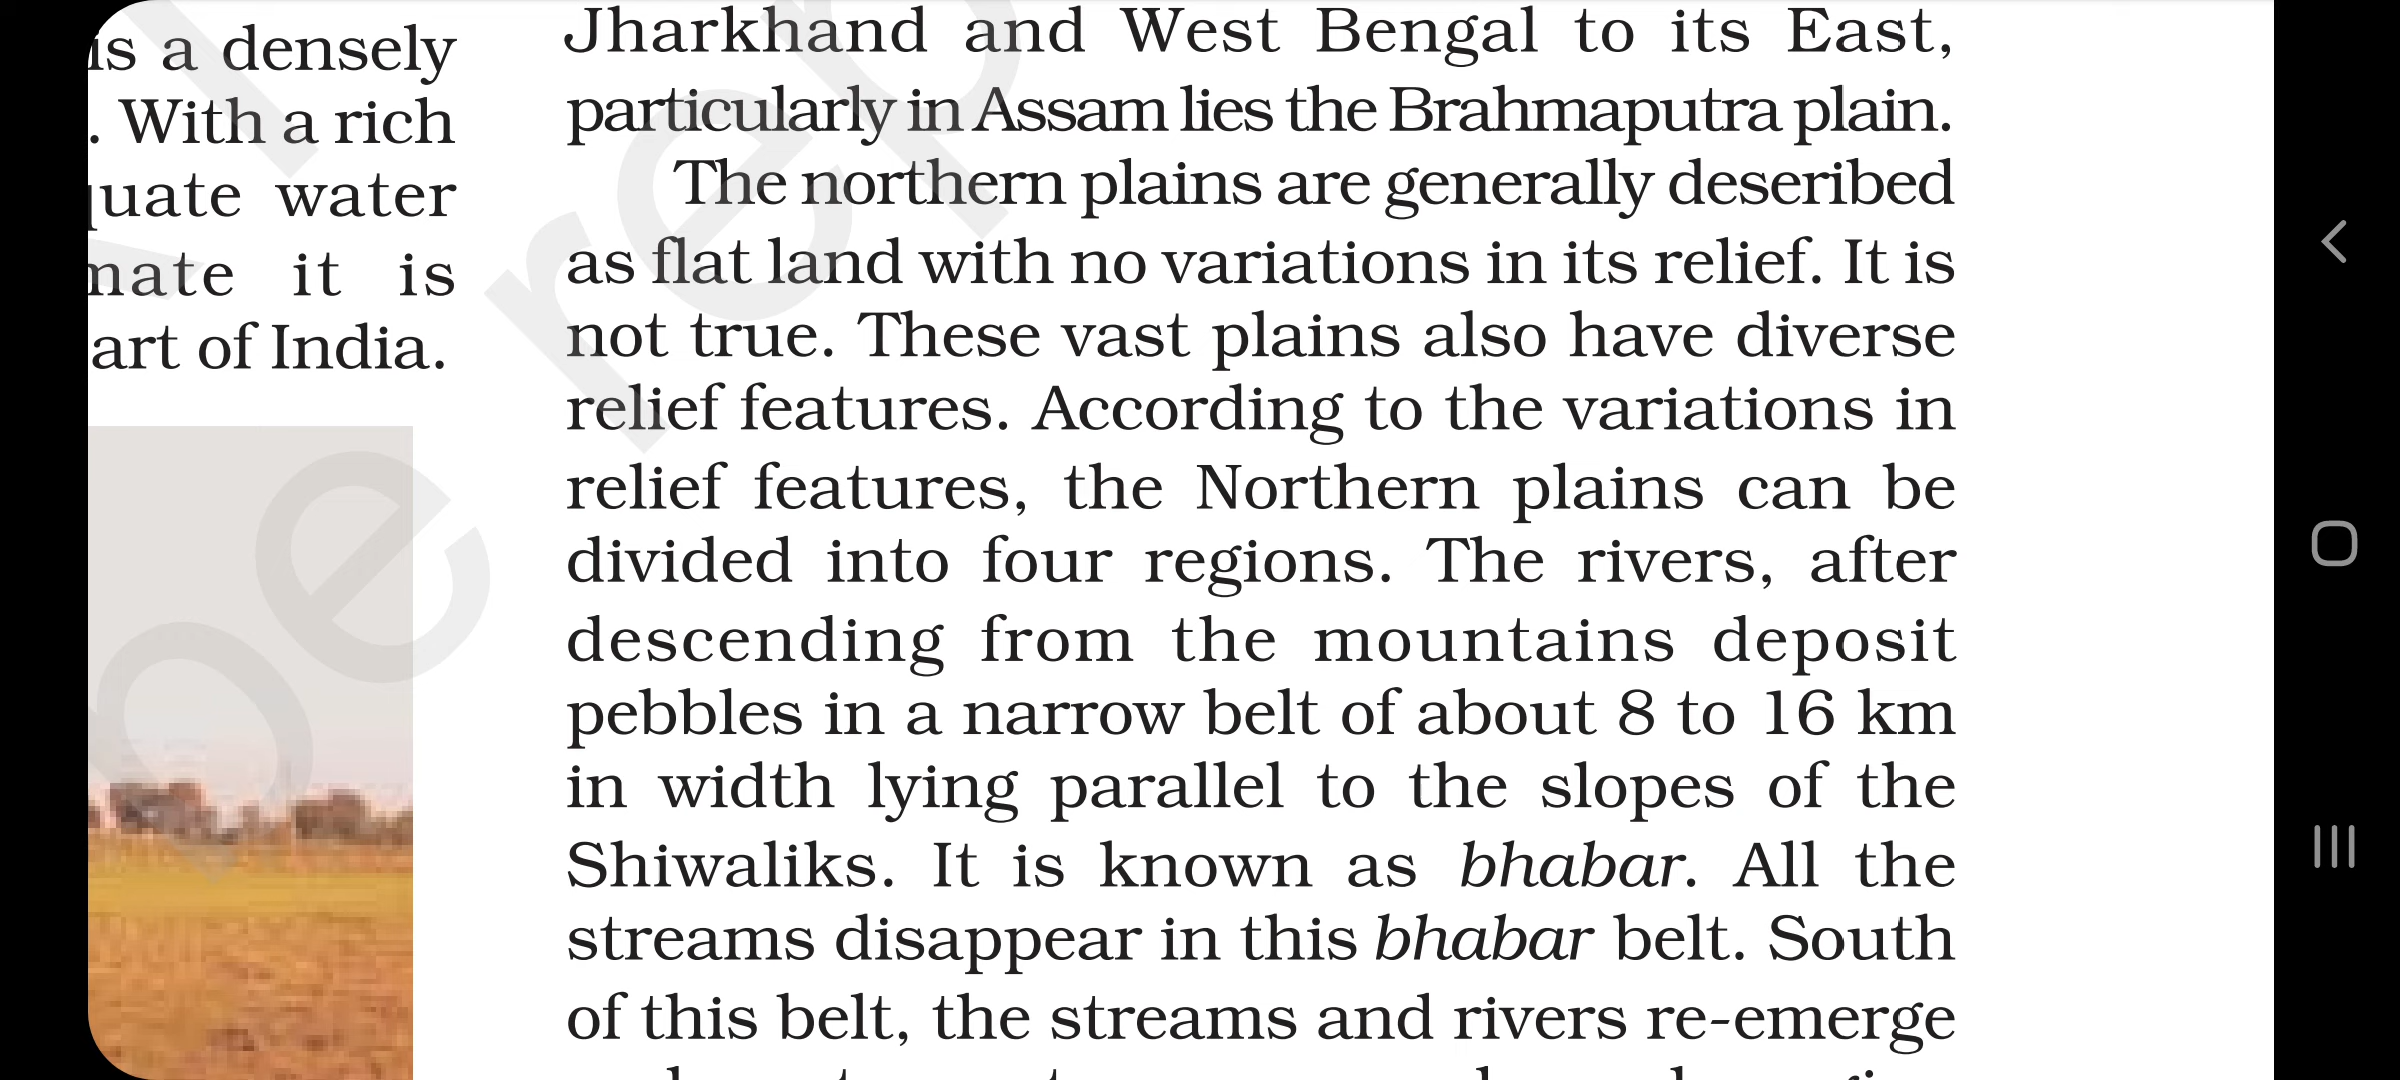 is a densely
. With a rich
uate water
mate it is
art of India.
Jharkhand and West Bengal to its East,
particularly in Assam lies the Brahmaputra plain.
The northern plains are generally deseribed
as flat land with no variations in its relief. It is
not true. These vast plains also have diverse
relief features. According to the variations in
relief features, the Northern plains can be
divided into four regions. The rivers, after
descending from the mountains deposit
pebbles in a narrow belt of about 8 to 16 km
in width lying parallel to the slopes of the
Shiwaliks. It is known as bhabar. All the
streams disappear in this bhabar belt. South
of this belt, the streams and rivers re-emerge